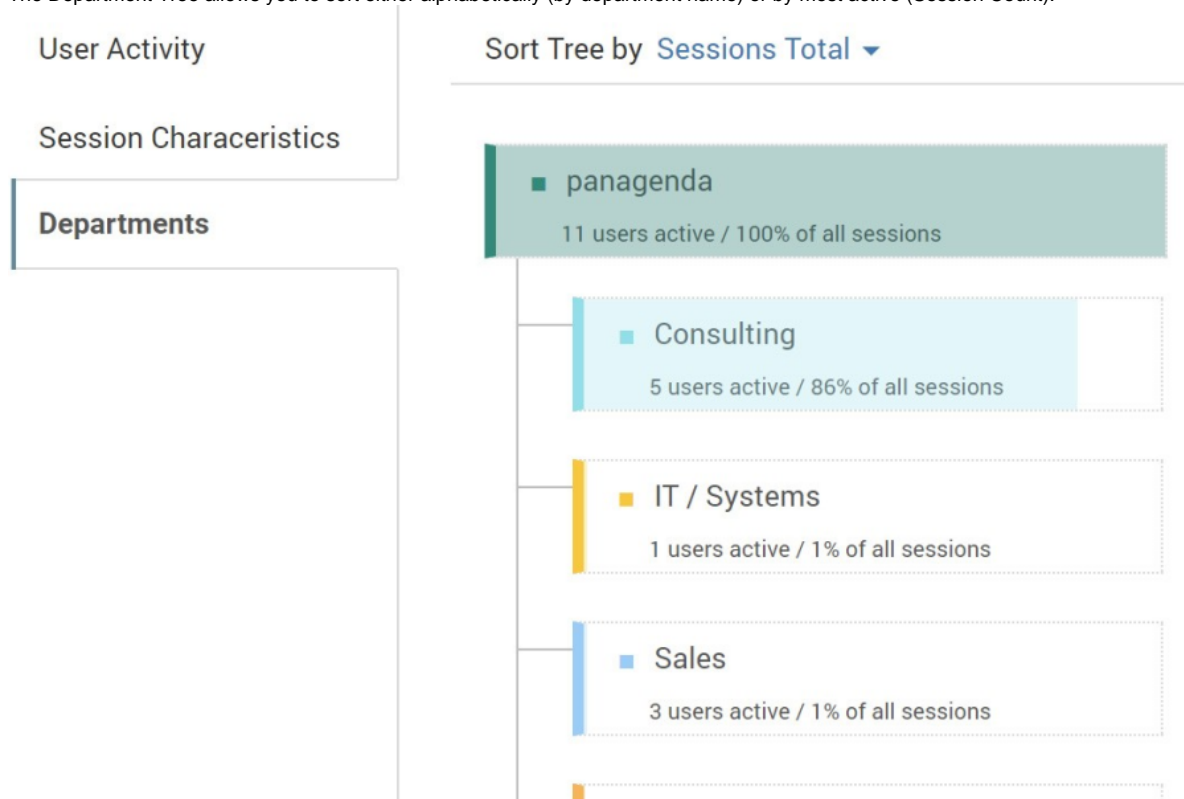 The Department Tree allows you to sort either alphabetically (by department name) or by most active (Session Count).
User Activity
Session Characeristics
Departments
Sort Tree by Sessions Total
panagenda
11 users active / 100% of all sessions
Consulting
5 users active / 86% of all sessions
IT / Systems
1 users active / 1% of all sessions
Sales
3 users active / 1% of all sessions